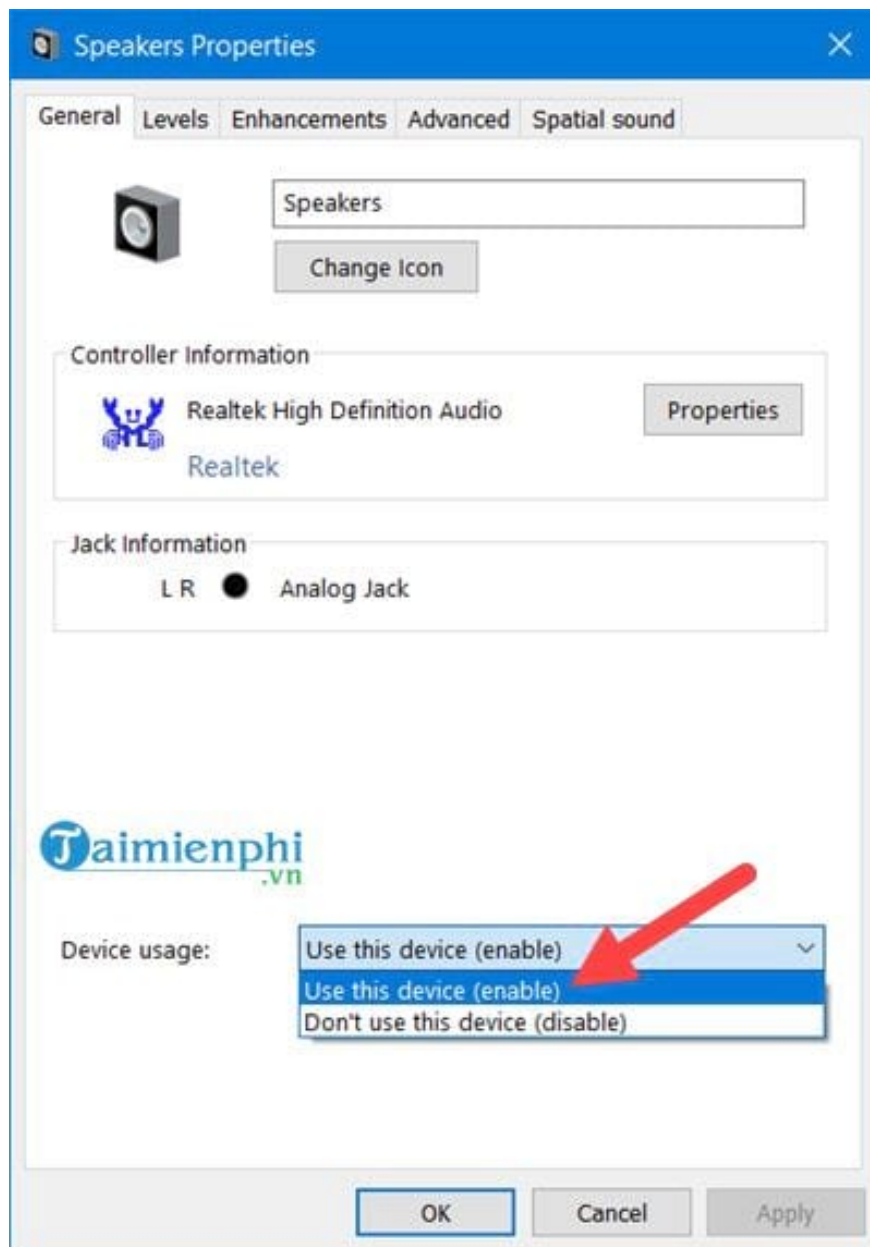 Speakers Properties
General Levels Enhancements Advanced Spatial sound
Speakers
Change Icon
Controller Information
Realtek High Definition Audio
Properties
Realtek
Jack Information
L R Analog Jack
Taimienphi
.vn
Device usage: Use this device (enable)
Use this device (enable)
Don't use this device (disable)
OK Cancel Apply